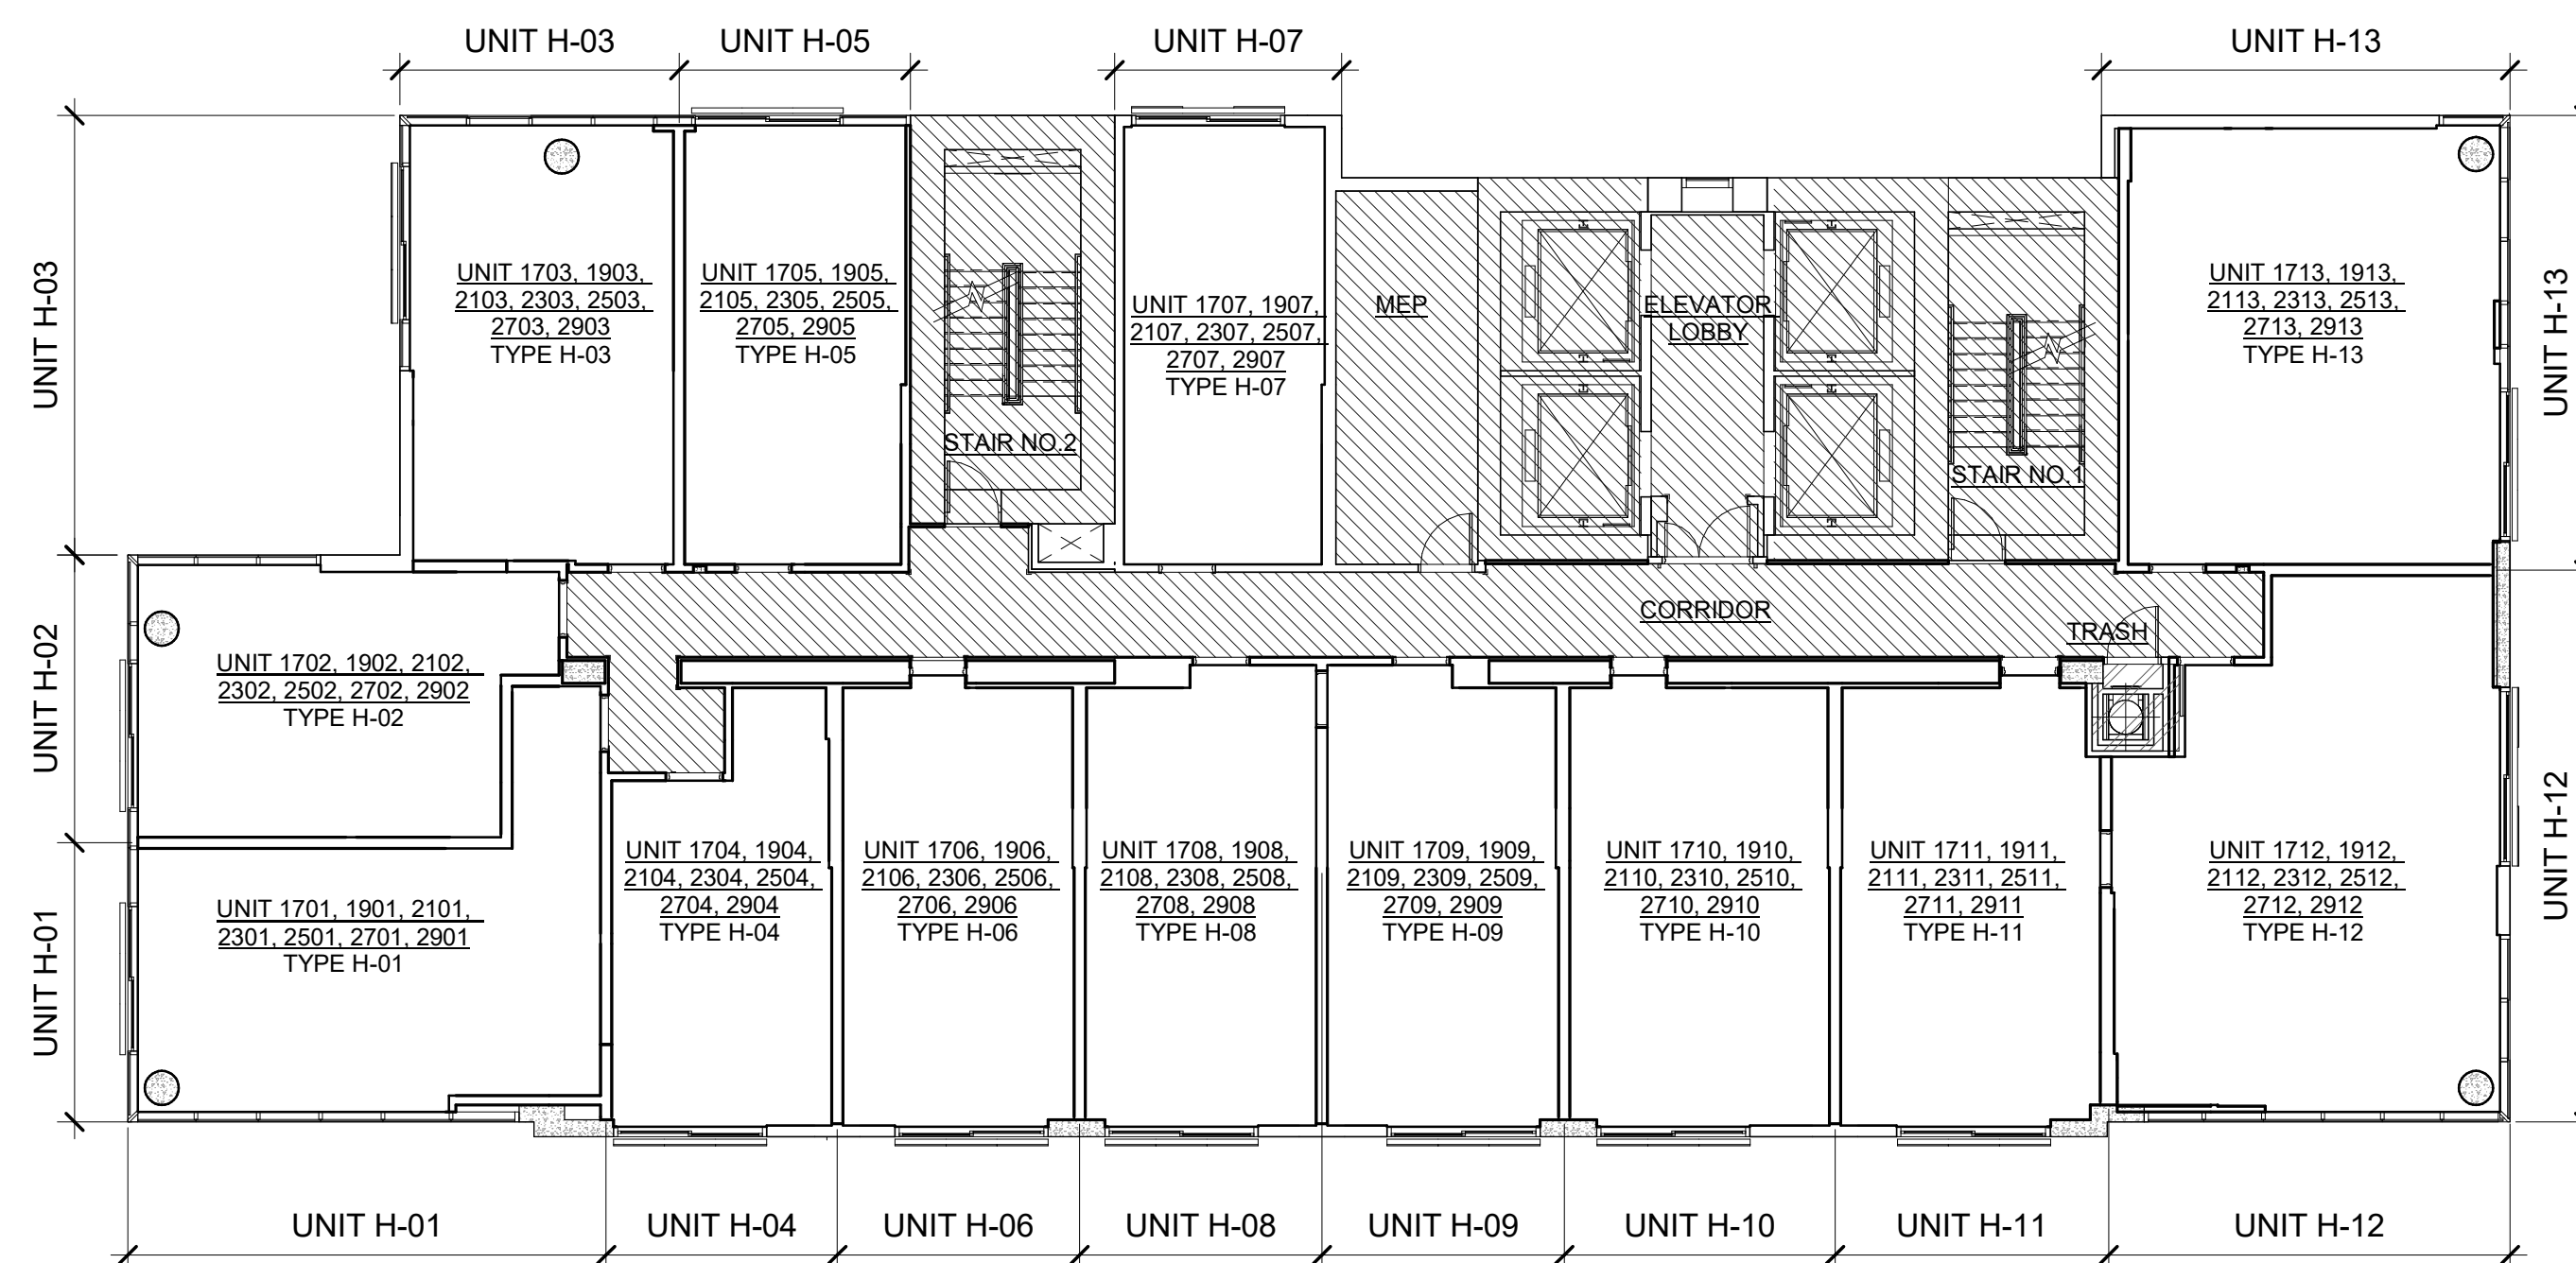 UNIT H-03
UNIT H-05
UNIT H-07
UNIT H-13
UNIT H-03
UNIT H-02
UNIT H-01
UNIT H-13
UNIT H-12
UNIT 1703, 1903,
2103, 2303, 2503,
2703, 2903
TYPE H-03
UNIT 1705, 1905,
2105, 2305, 2505,
2705, 2905
TYPE H-05
STAIR NO.2
UNIT 1707, 1907,
2107, 2307, 2507,
2707, 2907
TYPE H-07
MEP
ELEVATOR
LOBBY
STAIR NO.1
UNIT 1713, 1913,
2113, 2313, 2513,
2713, 2913
TYPE H-13
CORRIDOR
TRASH
UNIT 1702, 1902, 2102,
2302, 2502, 2702, 2902
TYPE H-02
UNIT 1701, 1901, 2101,
2301, 2501, 2701, 2901
TYPE H-01
UNIT 1704, 1904,
2104, 2304, 2504,
2704, 2904
TYPE H-04
UNIT 1706, 1906,
2106, 2306, 2506,
2706, 2906
TYPE H-06
UNIT 1708, 1908,
2108, 2308, 2508,
2708, 2908
TYPE H-08
UNIT 1709, 1909,
2109, 2309, 2509,
2709, 2909
TYPE H-09
UNIT 1710, 1910,
2110, 2310, 2510,
2710, 2910
TYPE H-10
UNIT 1711, 1911,
2111, 2311, 2511,
2711, 2911
TYPE H-11
UNIT 1712, 1912,
2112, 2312, 2512,
2712, 2912
TYPE H-12
UNIT H-01
UNIT H-04
UNIT H-06
UNIT H-08
UNIT H-09
UNIT H-10
UNIT H-11
UNIT H-12